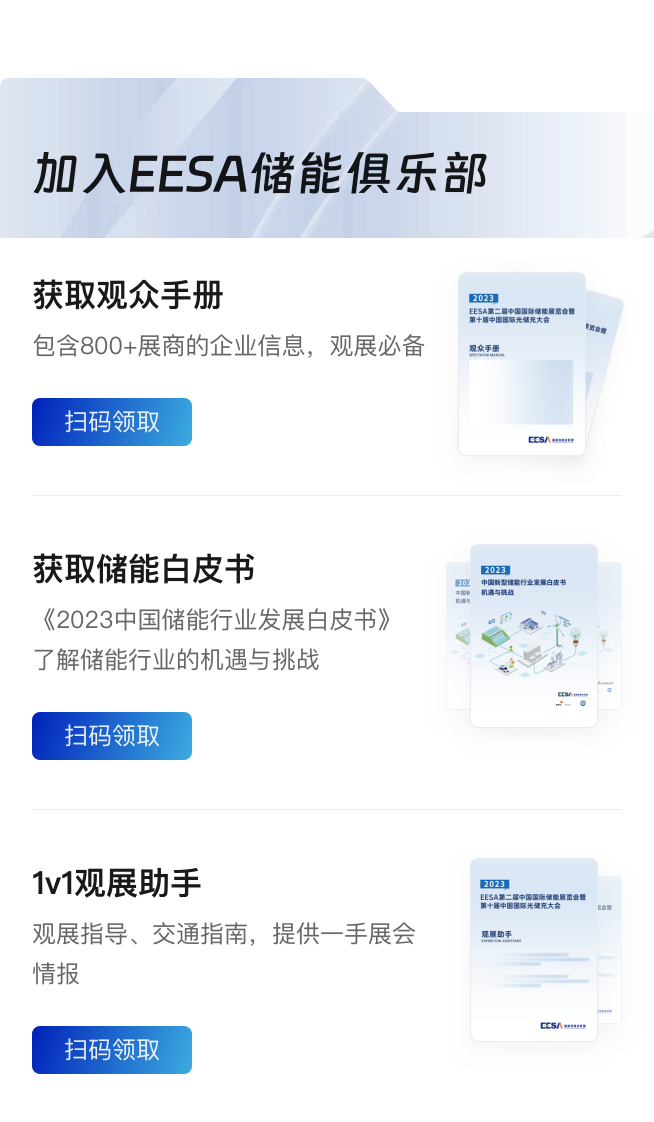 加入EESA储能俱乐部
获取观众手册
包含800+展商的企业信息，观展必备
扫码领取
2023
EESA第二届中国国际储能展览会暨
第十届中国国际光储充大会
观众手册
SPECTATOR MANUAL
EESA
获取储能白皮书
《2023中国储能行业发展白皮书》
了解储能行业的机遇与挑战
扫码领取
2023
中国新型储能行业发展白皮书
机遇与挑战
EESA
1v1观展助手
观展指导、交通指南，提供一手展会
情报
扫码领取
2023
EESA第二届中国国际储能展览会暨
第十届中国国际光储充大会
观展助手
EXHIBITION ASSISTANT
EESA